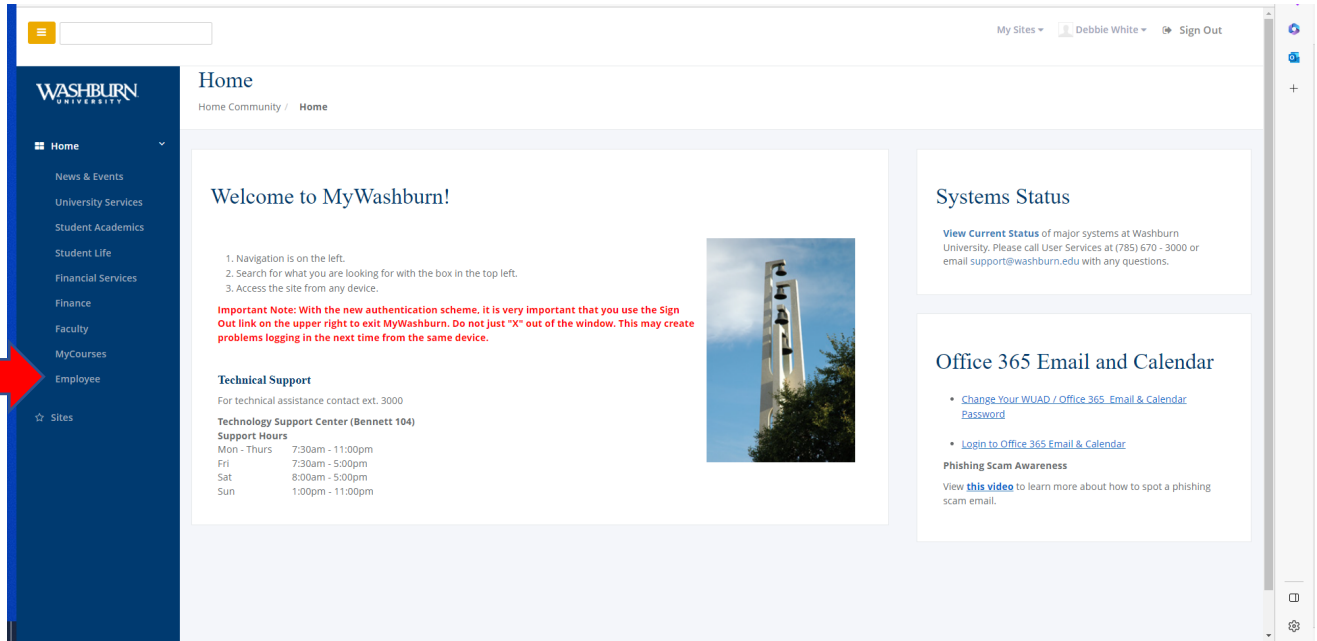 My Sites
Debbie White
Sign Out
WASHBURN
UNIVERSITY
Home
Home Community / Home
Home
News & Events
University Services
Student Academics
Student Life
Financial Services
Finance
Faculty
MyCourses
Employee
Sites
Welcome to MyWashburn!
1. Navigation is on the left.
2. Search for what you are looking for with the box in the top left.
3. Access the site from any device.
Important Note: With the new authentication scheme, it is very important that you use the Sign
Out link on the upper right to exit MyWashburn. Do not just "X" out of the window. This may create
problems logging in the next time from the same device.
Technical Support
For technical assistance contact ext. 3000
Technology Support Center (Bennett 104)
Support Hours
Mon - Thurs 7:30am - 11:00pm
Fri 7:30am - 5:00pm
Sat 8:00am - 5:00pm
Sun 1:00pm - 11:00pm
Systems Status
View Current Status of major systems at Washburn
University. Please call User Services at (785) 670 - 3000 or
email support@washburn.edu with any questions.
Office 365 Email and Calendar
• Change Your WUAD / Office 365 Email & Calendar
Password
• Login to Office 365 Email & Calendar
Phishing Scam Awareness
View this video to learn more about how to spot a phishing
scam email.